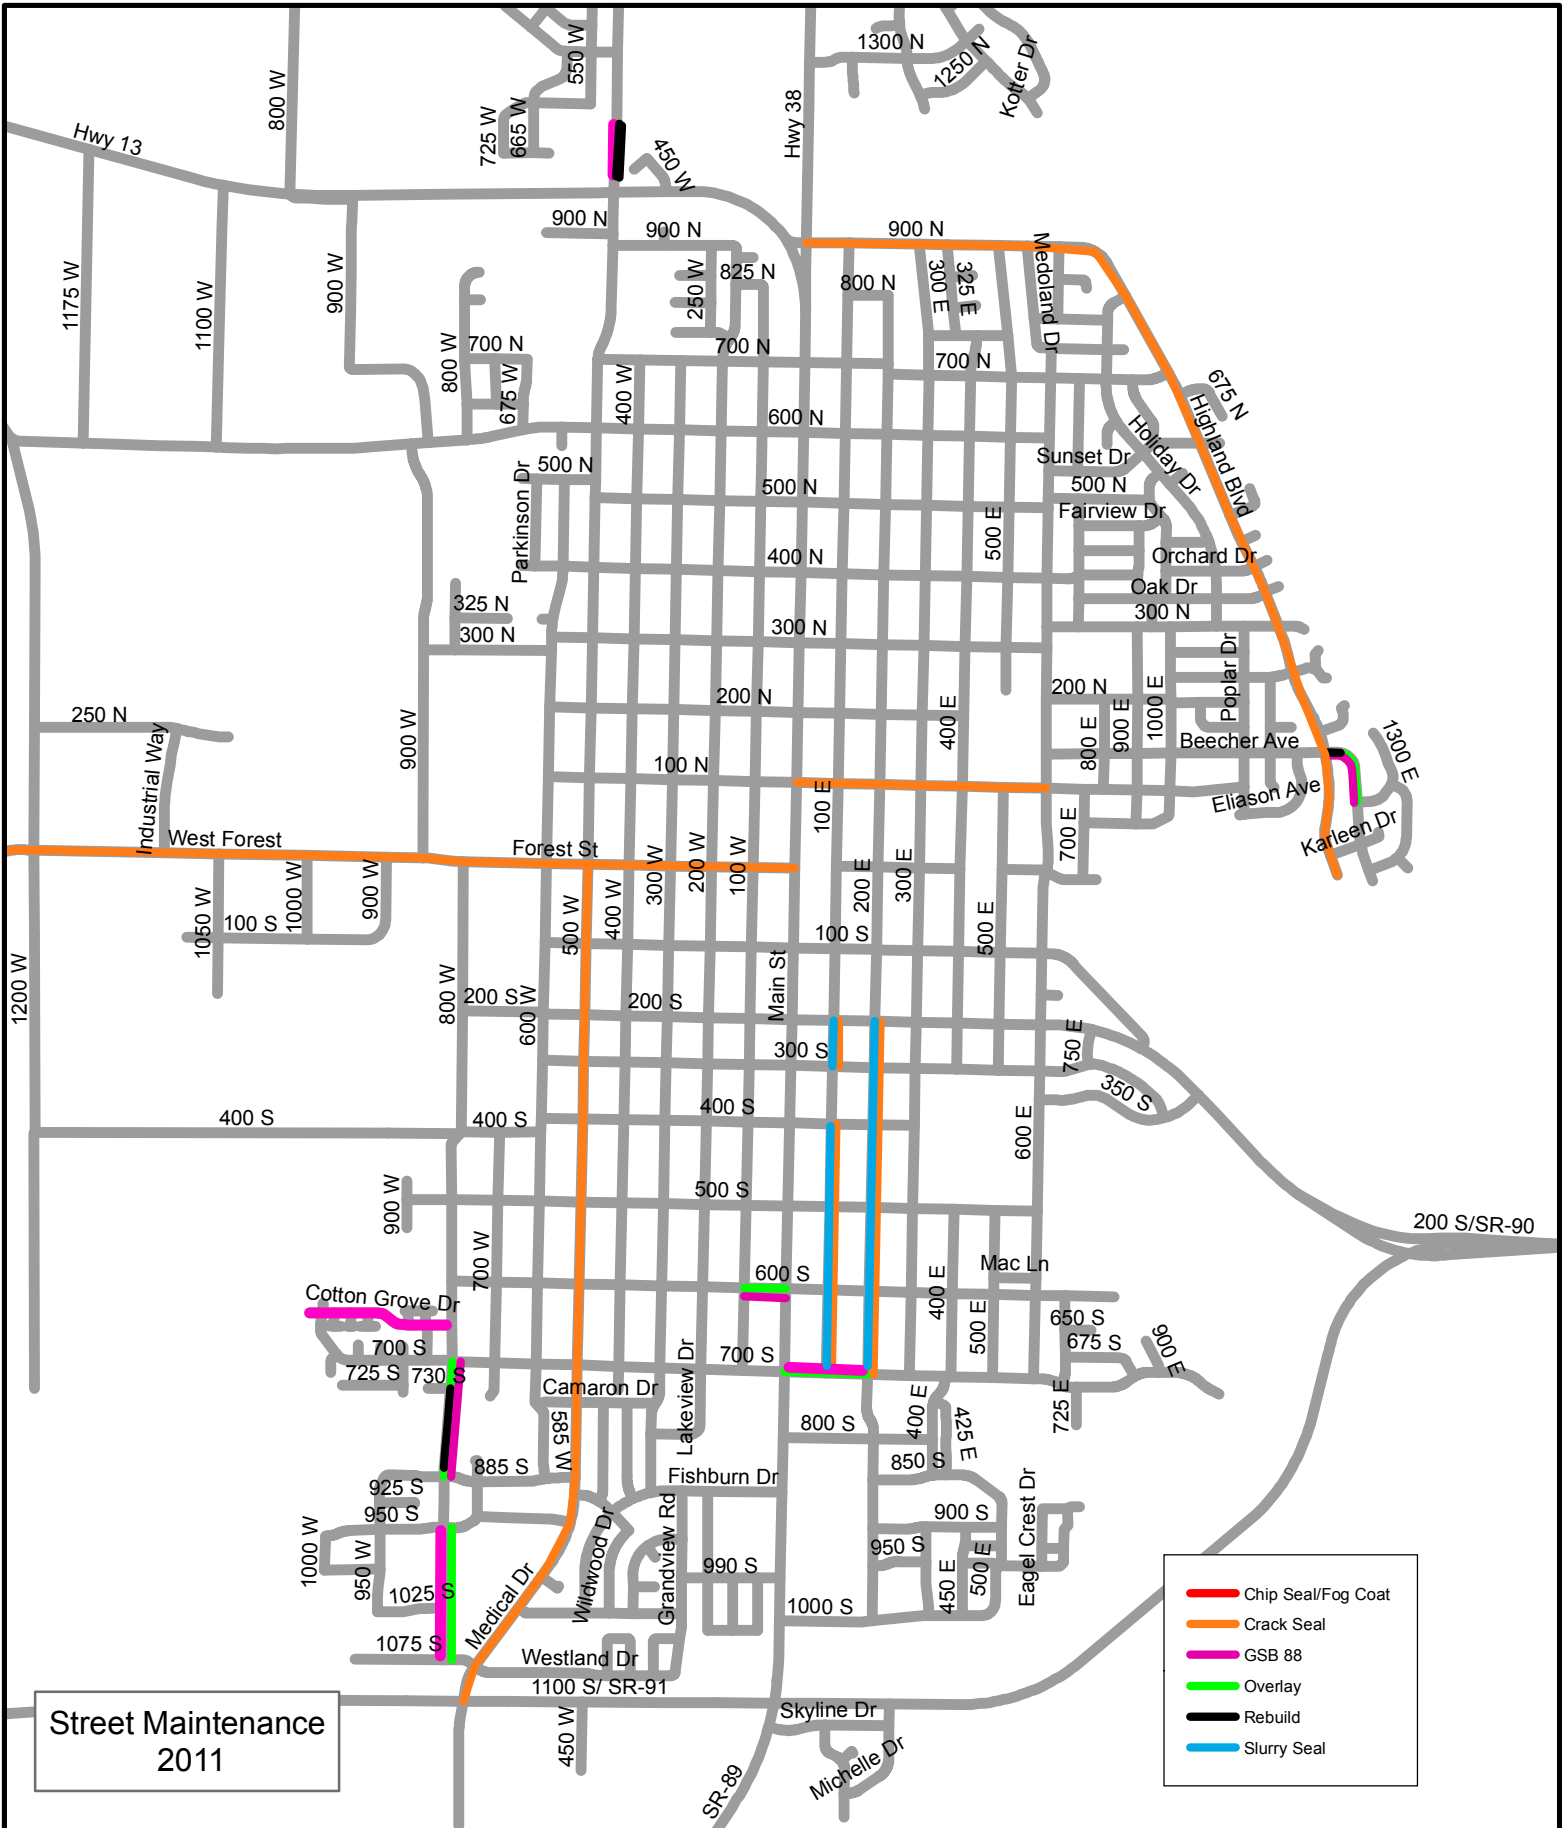 550 W
1300 N
1250 N
Kotter Dr
800 W
Hwy 38
725 W
665 W
Hwy 13
450 W
900 N
900 N
900 N
Medoland Dr
825 N
250 W
800 N
300 E
325 E
1175 W
1100 W
900 W
800 W
700 N
675 W
700 N
700 N
400 W
675 N
Highland Blvd
600 N
Holiday Dr
Sunset Dr
500 N
500 N
500 N
Parkinson Dr
Fairview Dr
500 E
400 N
Orchard Dr
Oak Dr
325 N
300 N
300 N
300 N
Poplar Dr
200 N
200 N
250 N
Industrial Way
900 W
400 E
800 E
900 E
1000 E
Beecher Ave
1300 E
100 N
100 E
Eliason Ave
Karleen Dr
West Forest
Forest St
700 E
1050 W
1000 W
900 W
300 W
200 W
100 W
200 E
300 E
100 S
500 W
400 W
100 S
500 E
1200 W
800 W
200 S
600 W
200 S
Main St
300 S
750 E
350 S
400 S
400 S
400 S
600 E
900 W
500 S
200 S/SR-90
700 W
600 S
Mac Ln
400 E
Cotton Grove Dr
500 E
650 S
675 S
900 E
700 S
700 S
725 S
730 S
Lakeview Dr
Camaron Dr
585 W
400 E
425 E
725 E
800 S
885 S
850 S
925 S
Fishburn Dr
950 S
Grandview Rd
900 S
Eagel Crest Dr
1000 W
950 W
Wildwood Dr
950 S
990 S
450 E
500 E
1025 S
Medical Dr
1000 S
1075 S
Westland Dr
1100 S/ SR-91
450 W
Skyline Dr
Michelle Dr
SR-89
Chip Seal/Fog Coat
Crack Seal
GSB 88
Overlay
Rebuild
Slurry Seal
Street Maintenance
2011